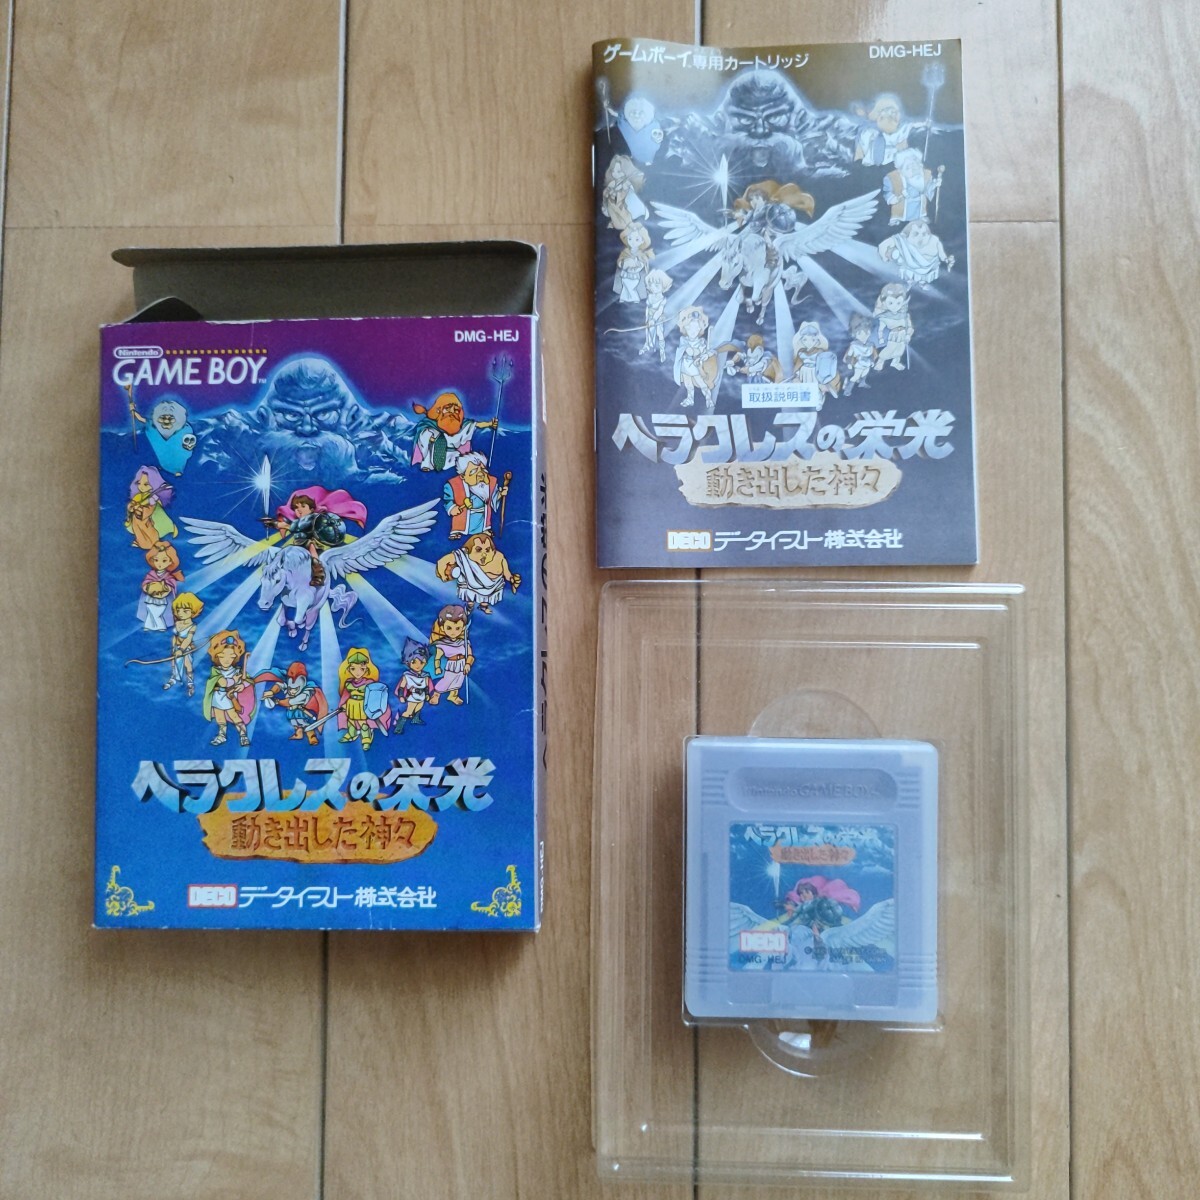 DMG-HEJ
Nintendo
GAME BOY™
ヘラクレスの栄光
動き出した神々
DECO データイースト株式会社
ゲームボーイ専用カートリッジ
DMG-HEJ
取扱説明書
ヘラクレスの栄光
動き出した神々
DECO データイースト株式会社
Nintendo GAME BOY
ヘラクレスの栄光
動き出した神々
DECO
DMG-HEJ